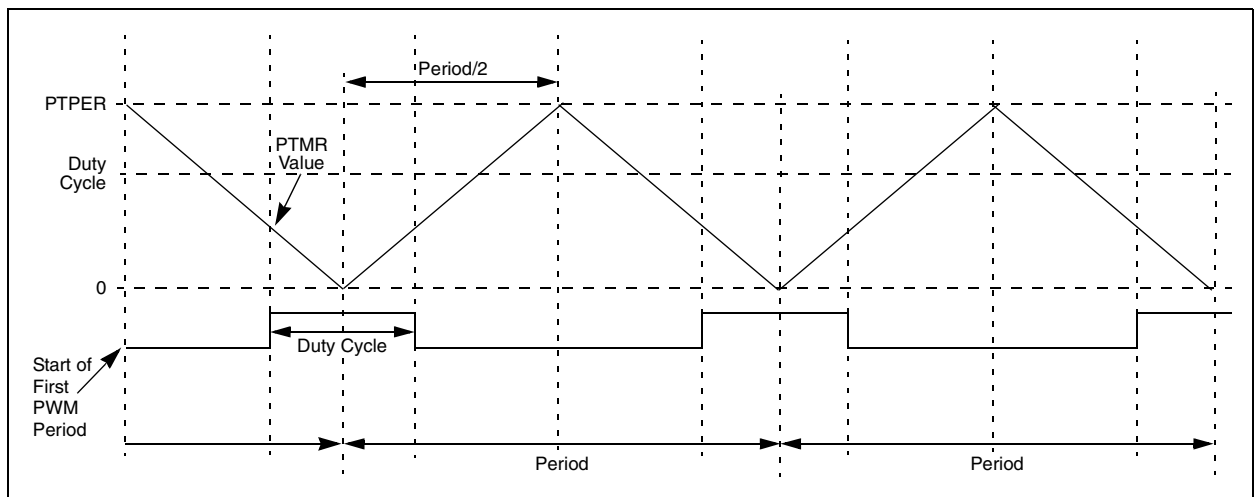 Period/2
PTPER
PTMR
Value
Duty
Cycle
0
Duty Cycle
Start of
First
PWM
Period
Period
Period